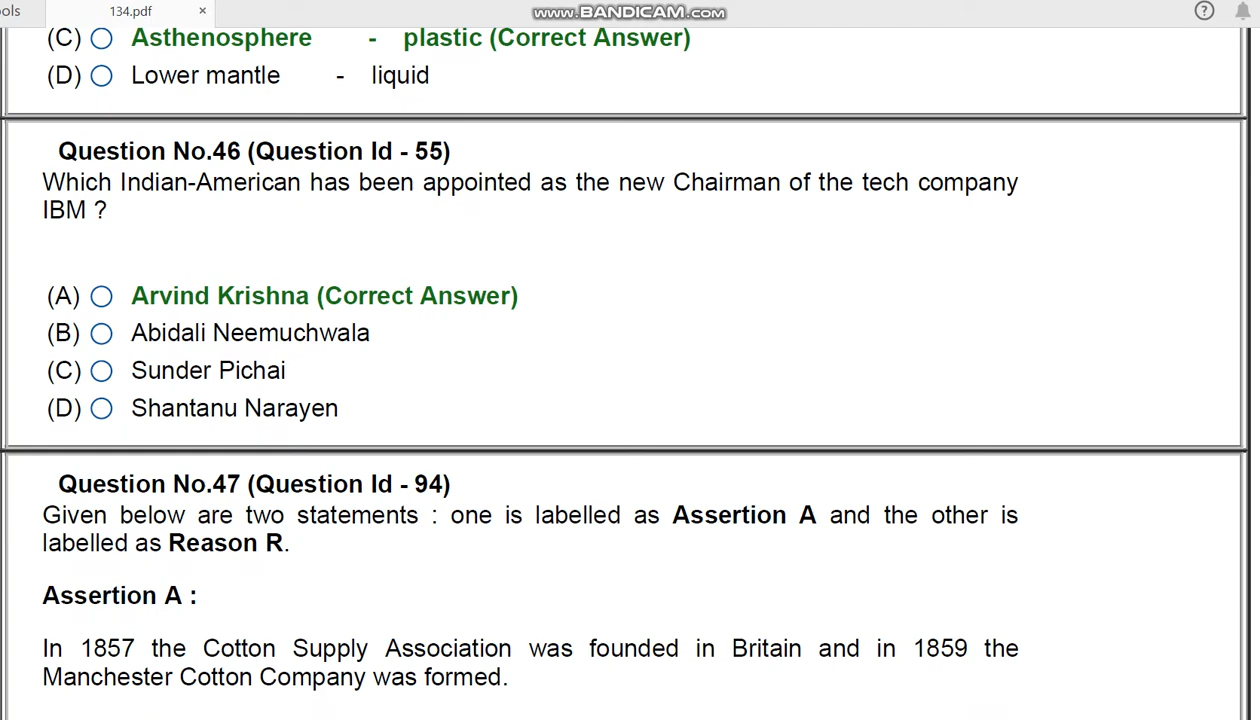 ools 134.pdf × www.BANDICAM.com ?
(C) Asthenosphere - plastic (Correct Answer)
(D) Lower mantle - liquid
Question No.46 (Question Id - 55)
Which Indian-American has been appointed as the new Chairman of the tech company
IBM ?
(A) Arvind Krishna (Correct Answer)
(B) Abidali Neemuchwala
(C) Sunder Pichai
(D) Shantanu Narayen
Question No.47 (Question Id - 94)
Given below are two statements : one is labelled as Assertion A and the other is
labelled as Reason R.
Assertion A :
In 1857 the Cotton Supply Association was founded in Britain and in 1859 the
Manchester Cotton Company was formed.